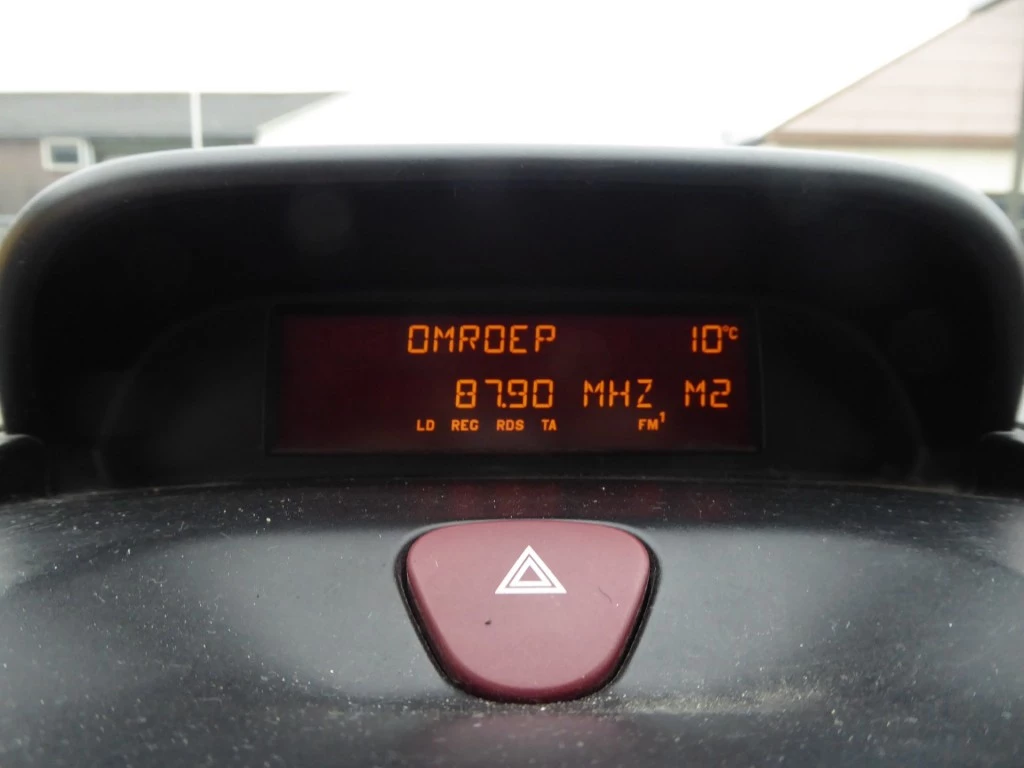 OMROEP 10°C
87.90 MHZ M2
LD REG RDS TA FM1